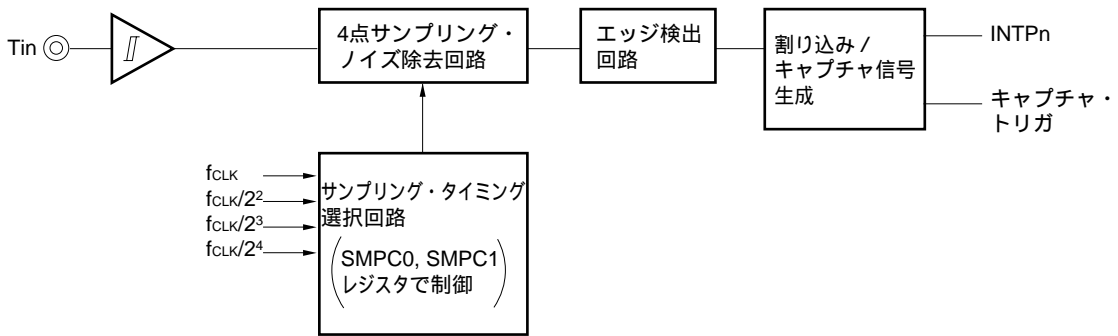 Tin
4点サンプリング・
ノイズ除去回路
エッジ検出
回路
割り込み /
キャプチャ信号
生成
INTPn
キャプチャ・
トリガ
fCLK
fCLK/2²
fCLK/2³
fCLK/2⁴
サンプリング・タイミング
選択回路
(SMPC0, SMPC1
レジスタで制御)